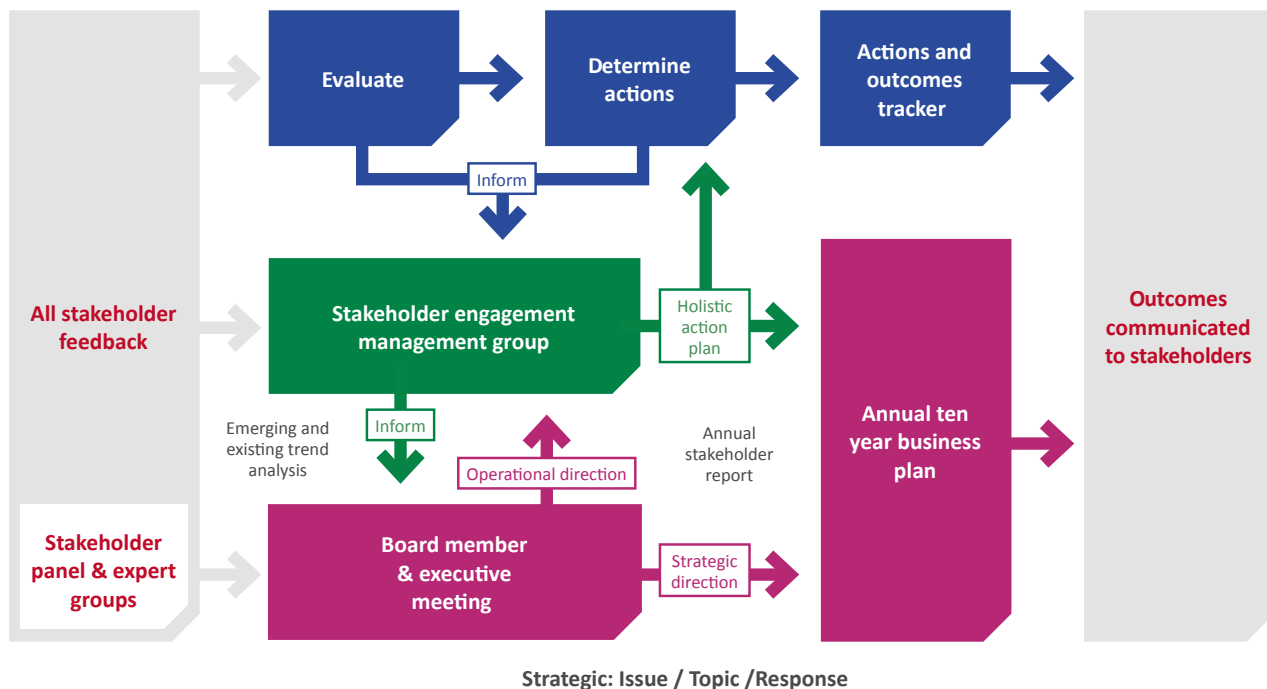 Evaluate
Determine
actions
Actions and
outcomes
tracker
Inform
All stakeholder
feedback
Stakeholder engagement
management group
Holistic
action
plan
Outcomes
communicated
to stakeholders
Emerging and
existing trend
analysis
Inform
Operational direction
Annual
stakeholder
report
Annual ten
year business
plan
Stakeholder
panel & expert
groups
Board member
& executive
meeting
Strategic
direction
Strategic: Issue / Topic /Response